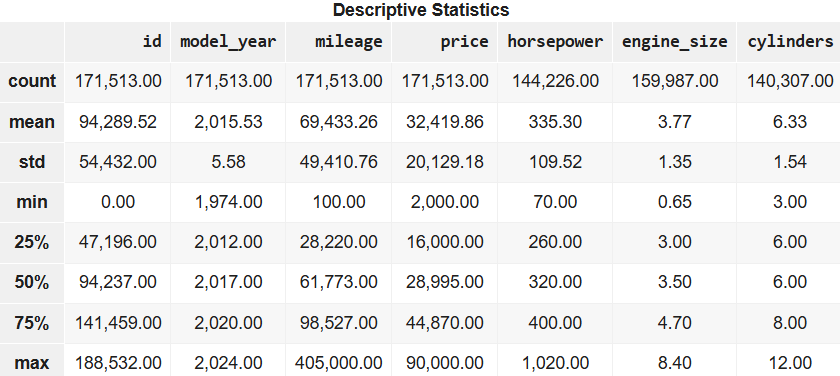 Descriptive Statistics
id model_year mileage price horsepower engine_size cylinders
count 171,513.00 171,513.00 171,513.00 171,513.00 144,226.00 159,987.00 140,307.00
mean 94,289.52 2,015.53 69,433.26 32,419.86 335.30 3.77 6.33
std 54,432.00 5.58 49,410.76 20,129.18 109.52 1.35 1.54
min 0.00 1,974.00 100.00 2,000.00 70.00 0.65 3.00
25% 47,196.00 2,012.00 28,220.00 16,000.00 260.00 3.00 6.00
50% 94,237.00 2,017.00 61,773.00 28,995.00 320.00 3.50 6.00
75% 141,459.00 2,020.00 98,527.00 44,870.00 400.00 4.70 8.00
max 188,532.00 2,024.00 405,000.00 90,000.00 1,020.00 8.40 12.00